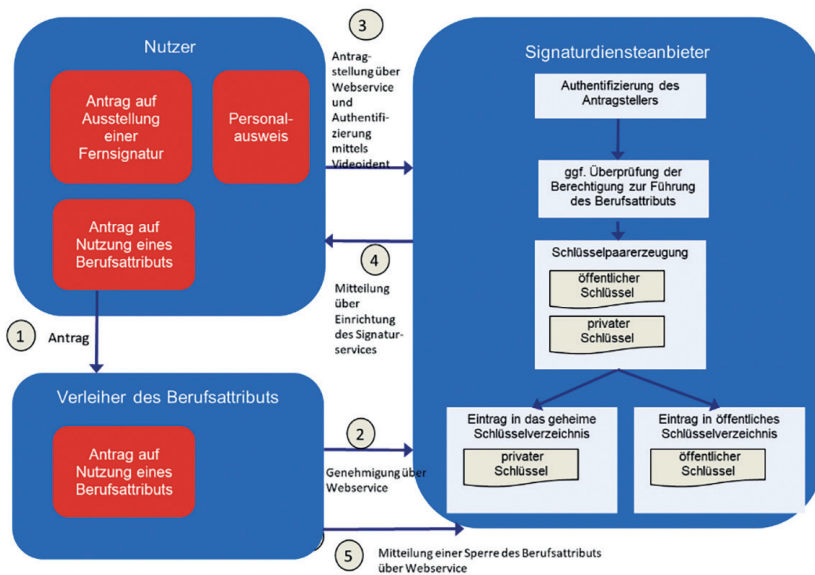 Nutzer
Antrag auf
Ausstellung
einer
Fernsignatur
Personal-
ausweis
Antrag auf
Nutzung eines
Berufsattributs
3
Antrag-
stellung über
Webservice
und
Authentifi-
zierung
mittels
Videoident
4
Mitteilung
über
Einrichtung
des Signatur-
services
1
Antrag
Verleiher des Berufsattributs
Antrag auf
Nutzung eines
Berufsattributs
2
Genehmigung über
Webservice
5
Mitteilung einer Sperre des Berufsattributs
über Webservice
Signaturdiensteanbieter
Authentifizierung des
Antragstellers
ggf. Überprüfung der
Berechtigung zur Führung
des Berufsattributs
Schlüsselpaarerzeugung
öffentlicher
Schlüssel
privater
Schlüssel
Eintrag in das geheime
Schlüsselverzeichnis
privater
Schlüssel
Eintrag in öffentliches
Schlüsselverzeichnis
öffentlicher
Schlüssel